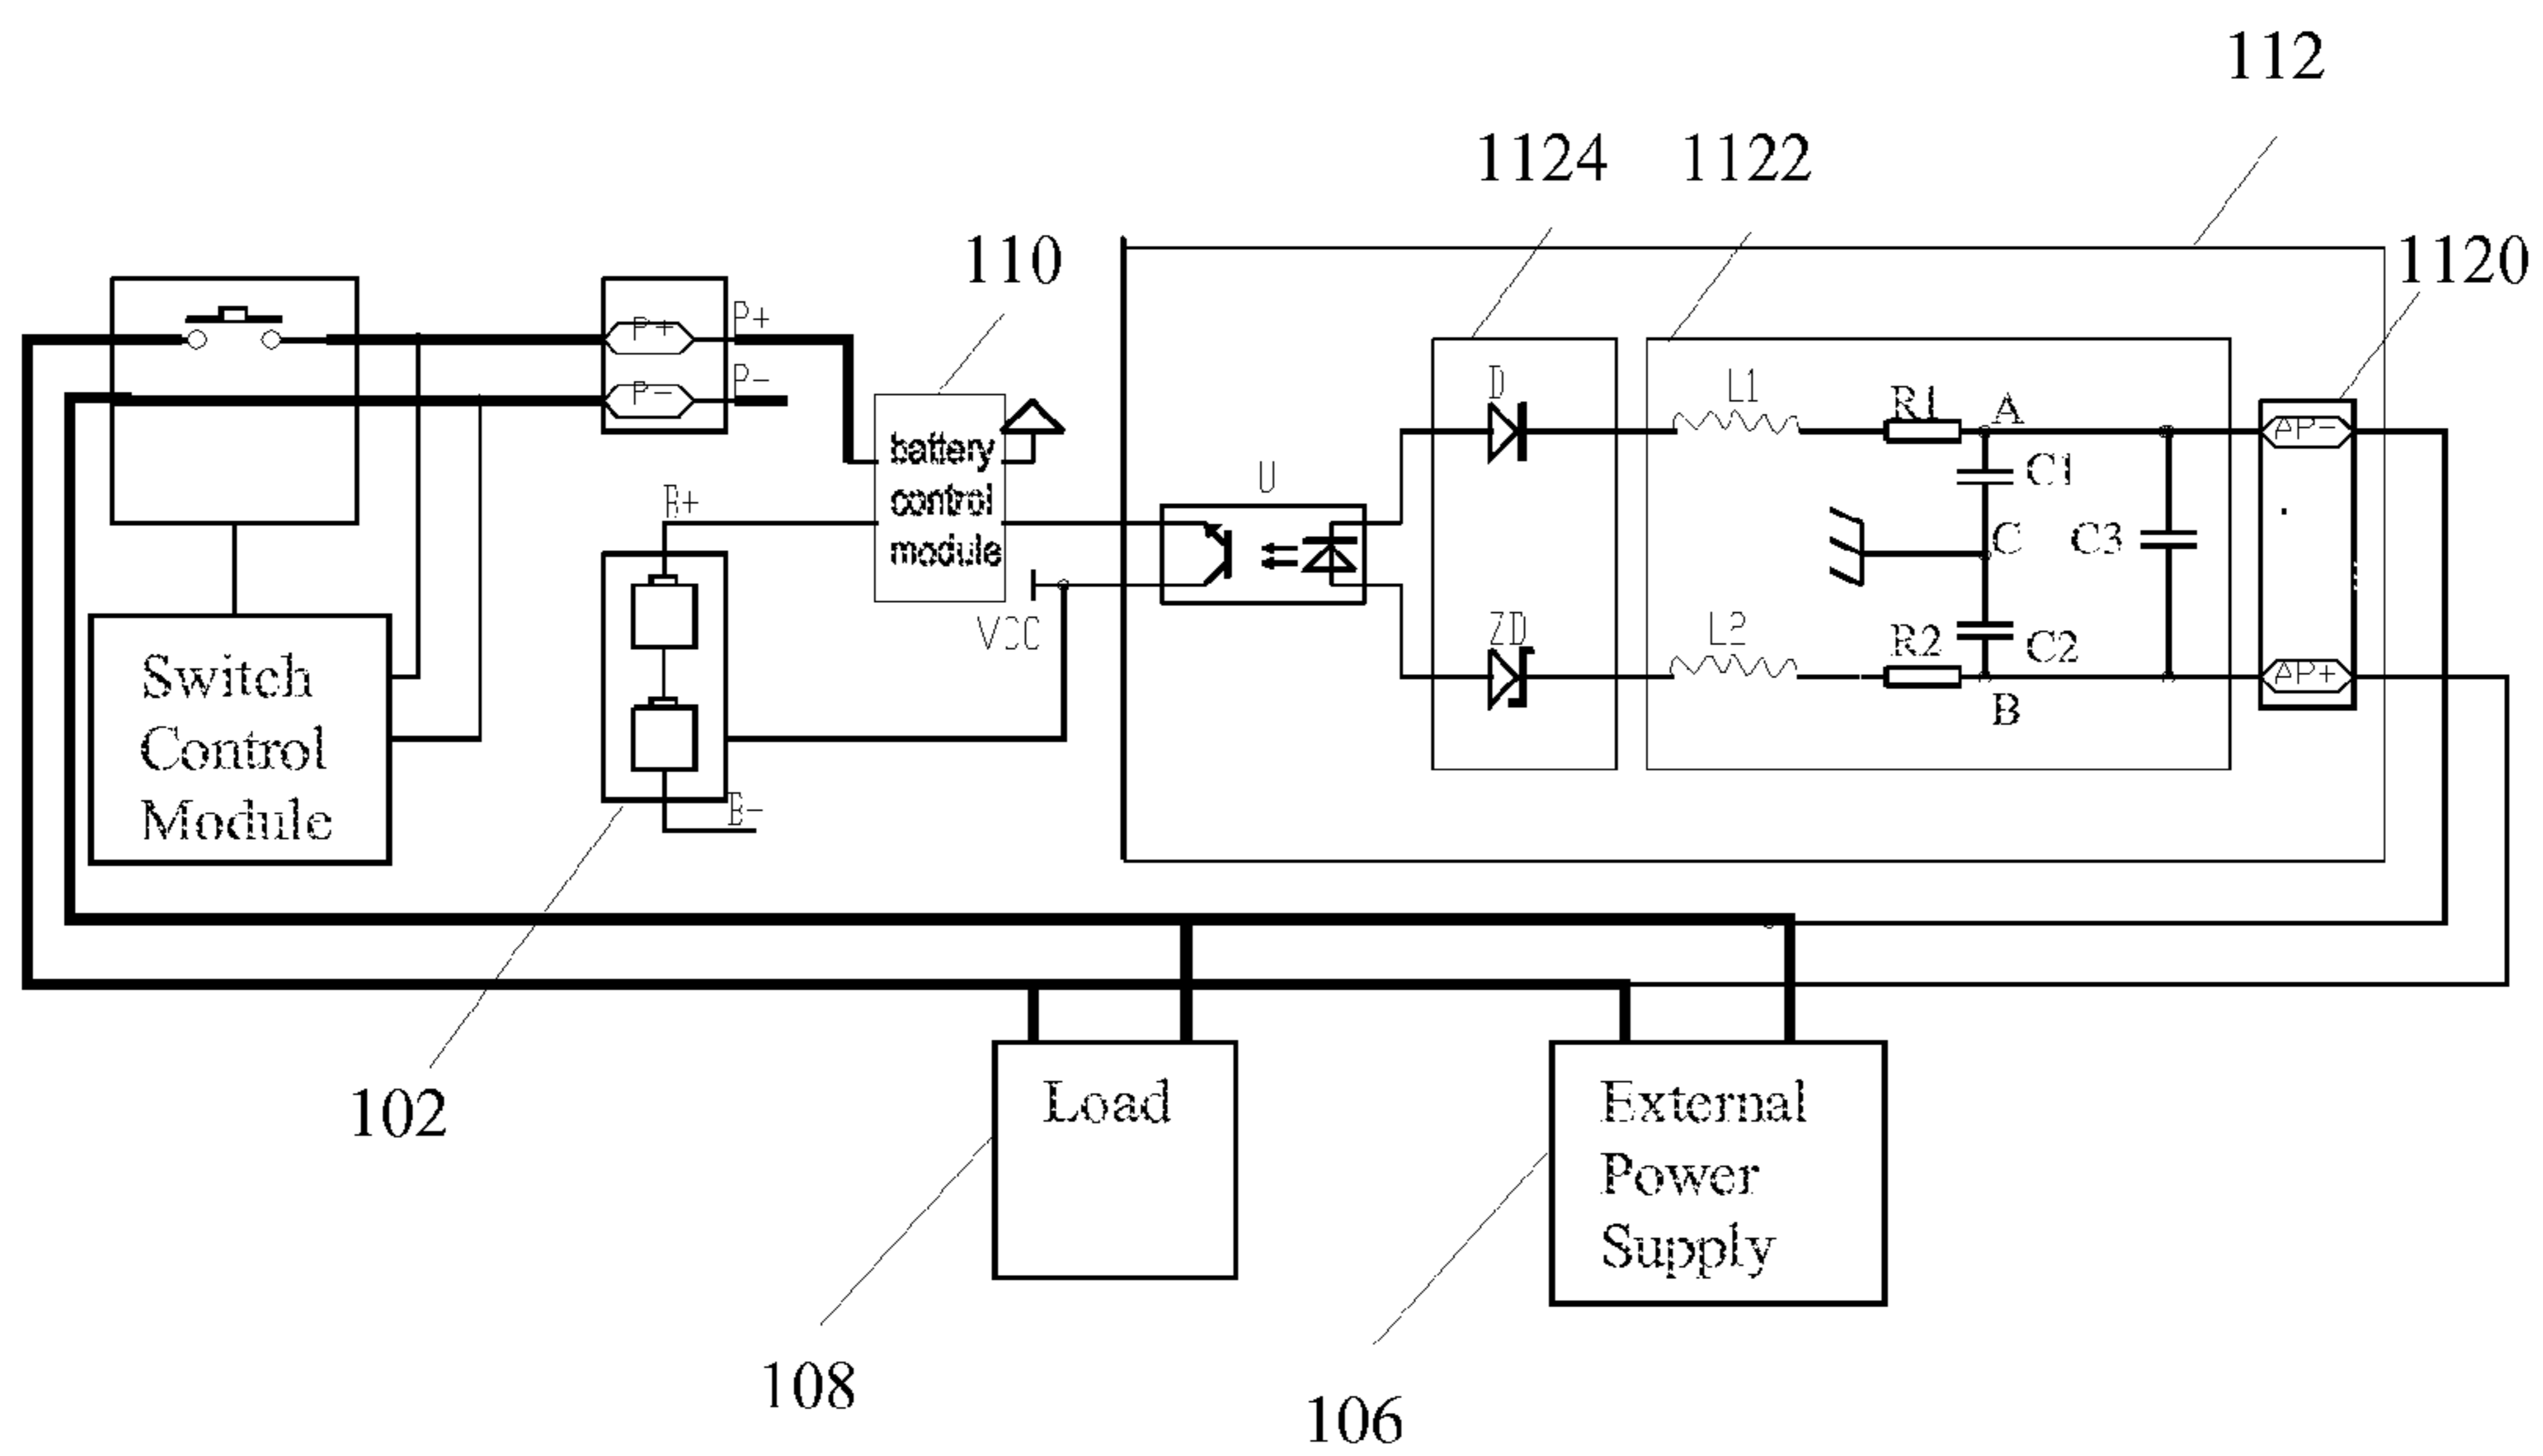 112
1124
1122
110
1120
P+
P+
P-
P-
D
L1
R1
A
AP-
battery
control
module
C1
U
B+
C
C3
VCC
ZD
L2
R2
C2
AP+
B
Switch
Control
Module
B-
102
Load
External
Power
Supply
108
106